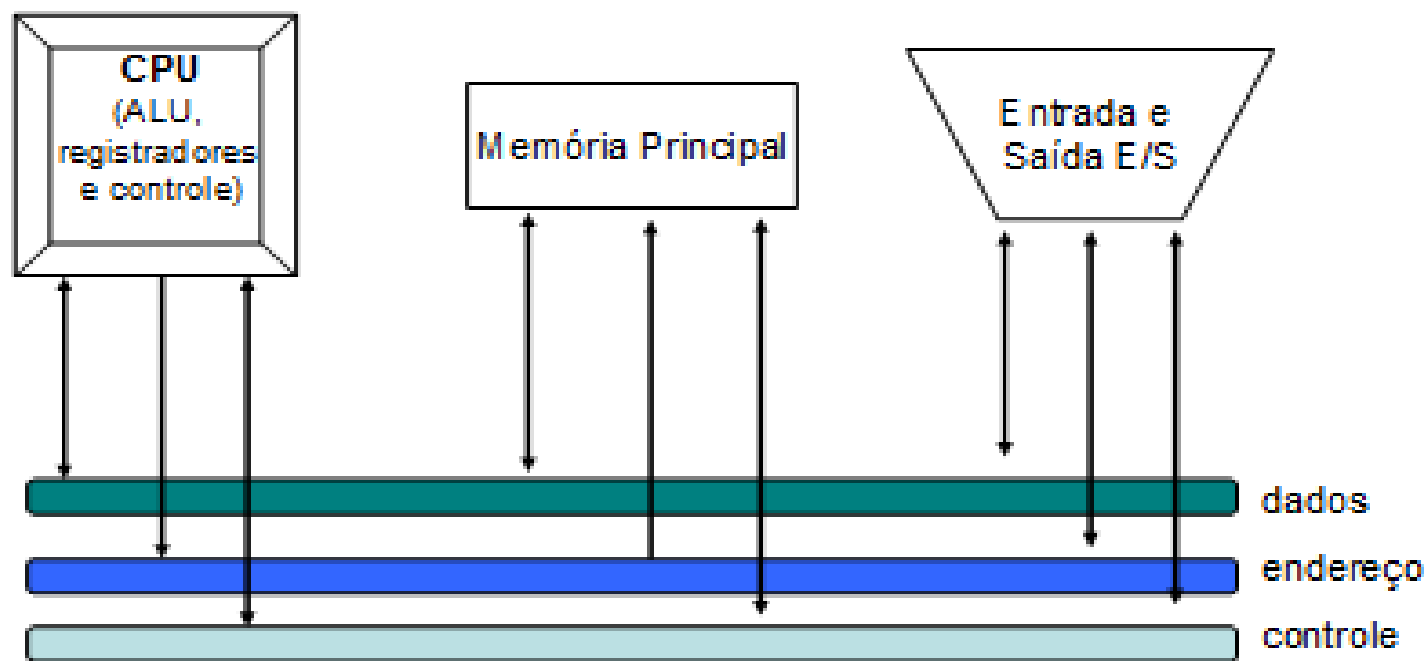 CPU
(ALU,
registradores
e controle)
Memória Principal
Entrada e
Saída E/S
dados
endereço
controle